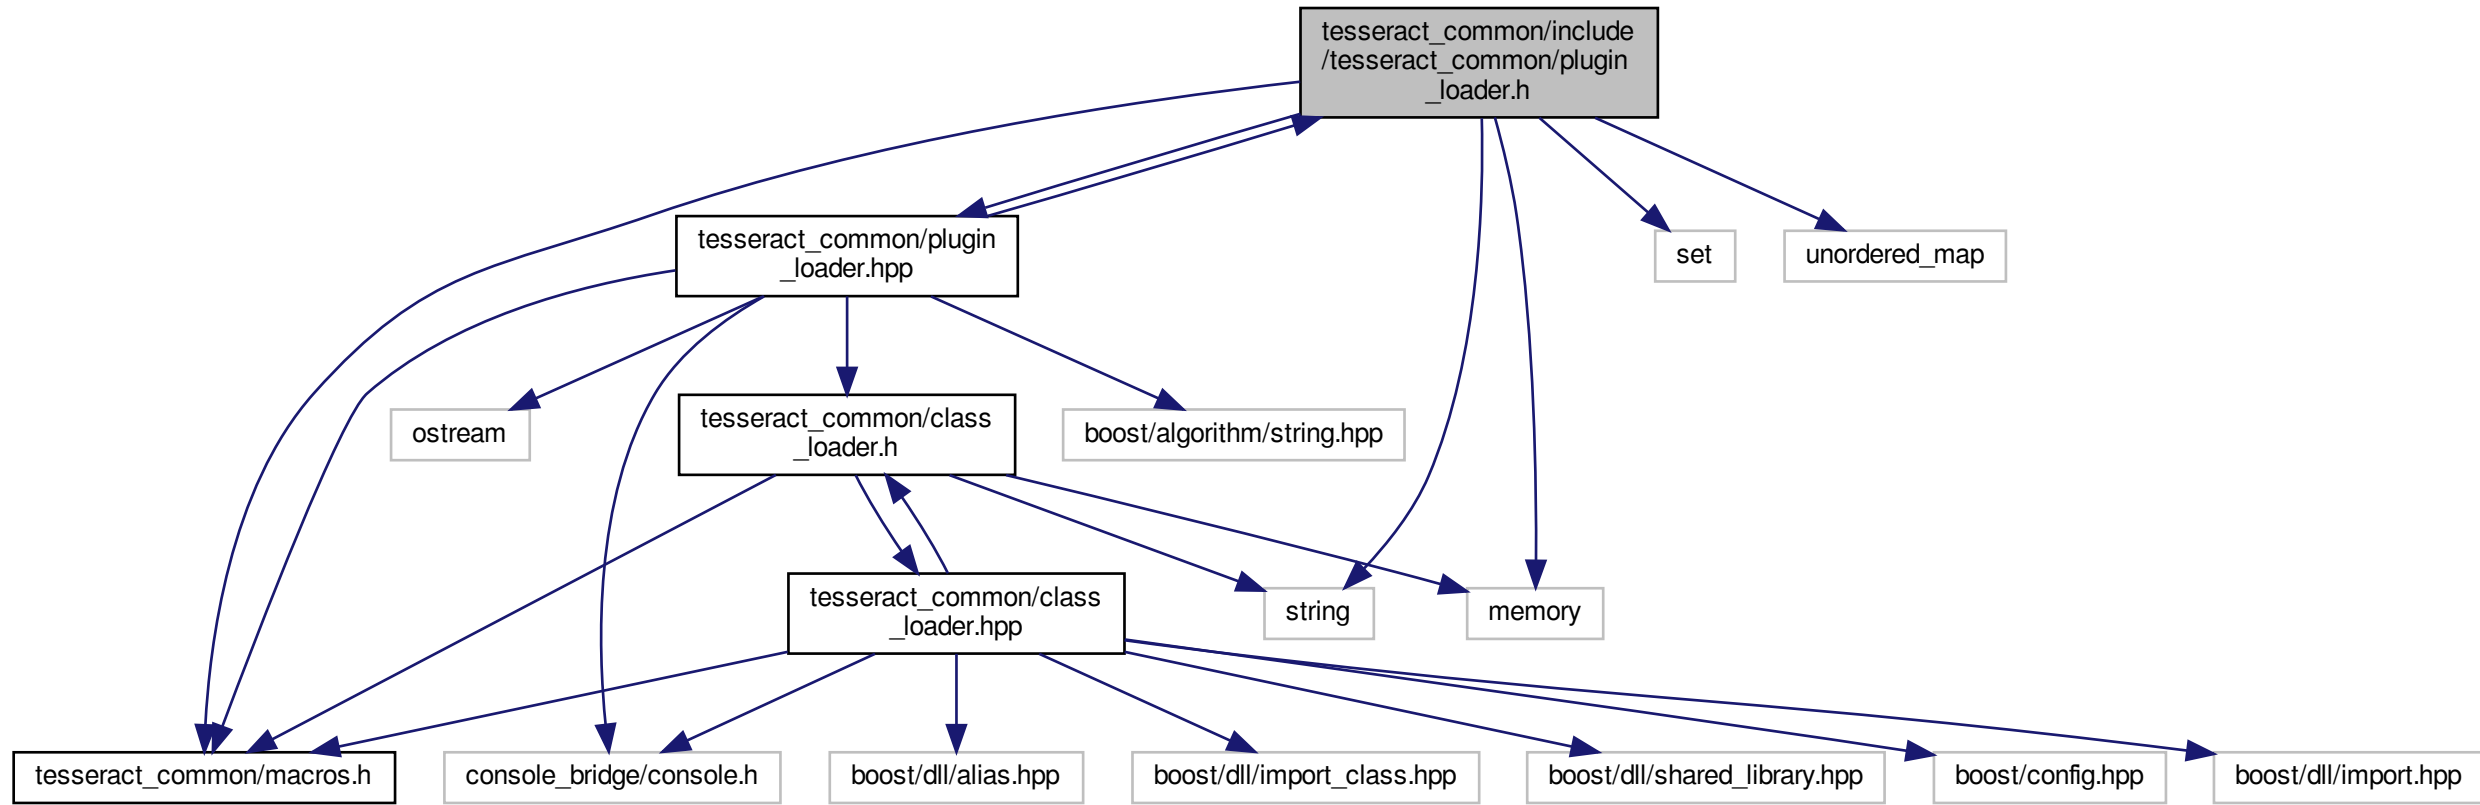 tesseract_common/include
/tesseract_common/plugin
_loader.h
tesseract_common/plugin
_loader.hpp
set
unordered_map
ostream
tesseract_common/class
_loader.h
boost/algorithm/string.hpp
tesseract_common/class
_loader.hpp
string
memory
tesseract_common/macros.h
console_bridge/console.h
boost/dll/alias.hpp
boost/dll/import_class.hpp
boost/dll/shared_library.hpp
boost/config.hpp
boost/dll/import.hpp